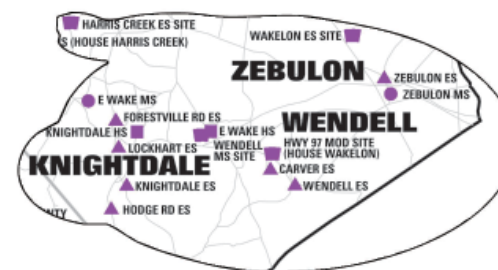 HARRIS CREEK ES SITE
S (HOUSE HARRIS CREEK)
WAKELON ES SITE
ZEBULON
ZEBULON ES
ZEBULON MS
E WAKE MS
FORESTVILLE RD ES
KNIGHTDALE HS
E WAKE HS
WENDELL
LOCKHART ES
WENDELL
MS SITE
HWY 97 MOD SITE
(HOUSE WAKELON)
KNIGHTDALE
CARVER ES
KNIGHTDALE ES
WENDELL ES
HODGE RD ES
NTY